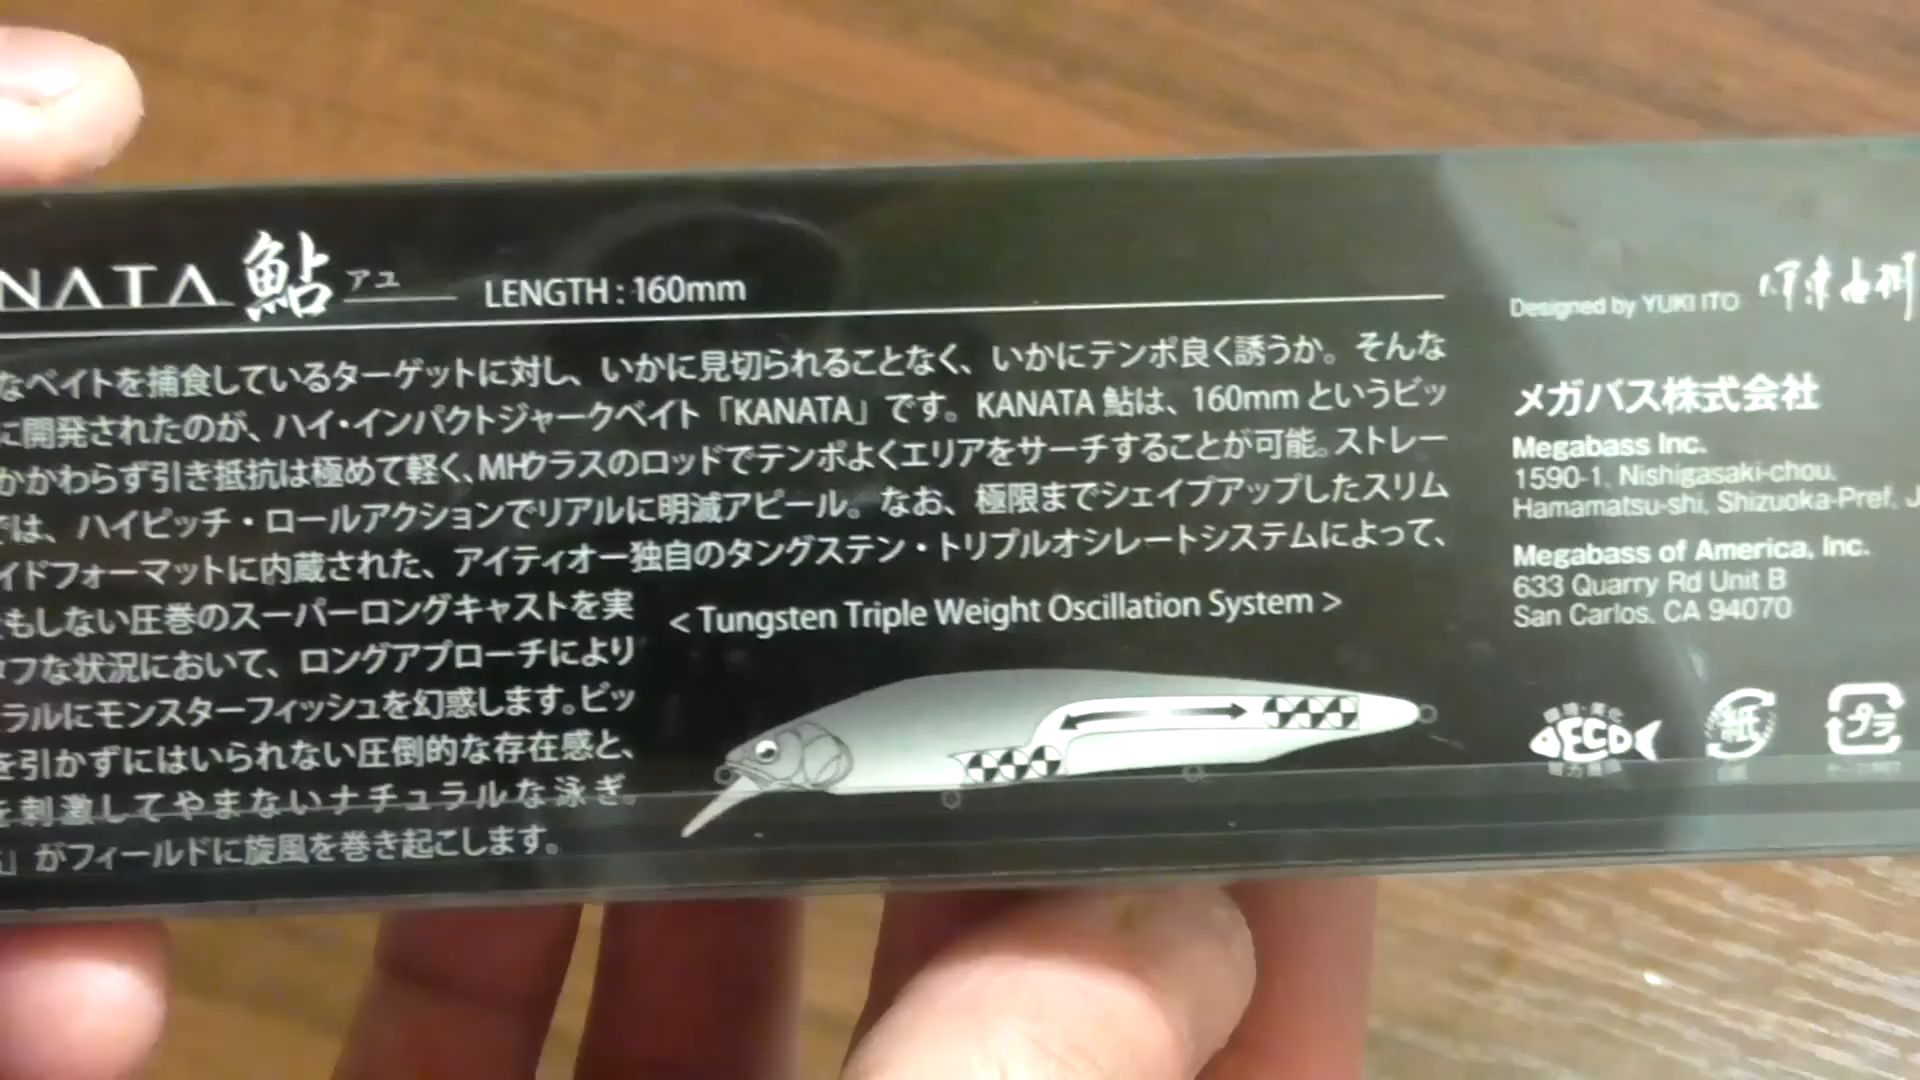 NATA 鮎 アユ LENGTH : 160mm
なベイトを捕食しているターゲットに対し、いかに見切られることなく、いかにテンポ良く誘うか。そんな
に開発されたのが、ハイ・インパクトジャークベイト「KANATA」です。KANATA 鮎は、160mm というビッ
かかわらず引き抵抗は極めて軽く、MHクラスのロッドでテンポよくエリアをサーチすることが可能。ストレー
では、ハイピッチ・ロールアクションでリアルに明滅アピール。なお、極限までシェイプアップしたスリム
イドフォーマットに内蔵された、アイティオー独自のタングステン・トリプルオシレートシステムによって、
もしない圧巻のスーパーロングキャストを実
フな状況において、ロングアプローチにより
ラルにモンスターフィッシュを幻惑します。ビッ
を引かずにはいられない圧倒的な存在感と、
を刺激してやまないナチュラルな泳ぎ。
」がフィールドに旋風を巻き起こします。
< Tungsten Triple Weight Oscillation System >
Designed by YUKI ITO
メガバス株式会社
Megabass Inc.
1590-1, Nishigasaki-chou,
Hamamatsu-shi, Shizuoka-Pref, J
Megabass of America, Inc.
633 Quarry Rd Unit B
San Carlos, CA 94070
ECO
紙
プラ